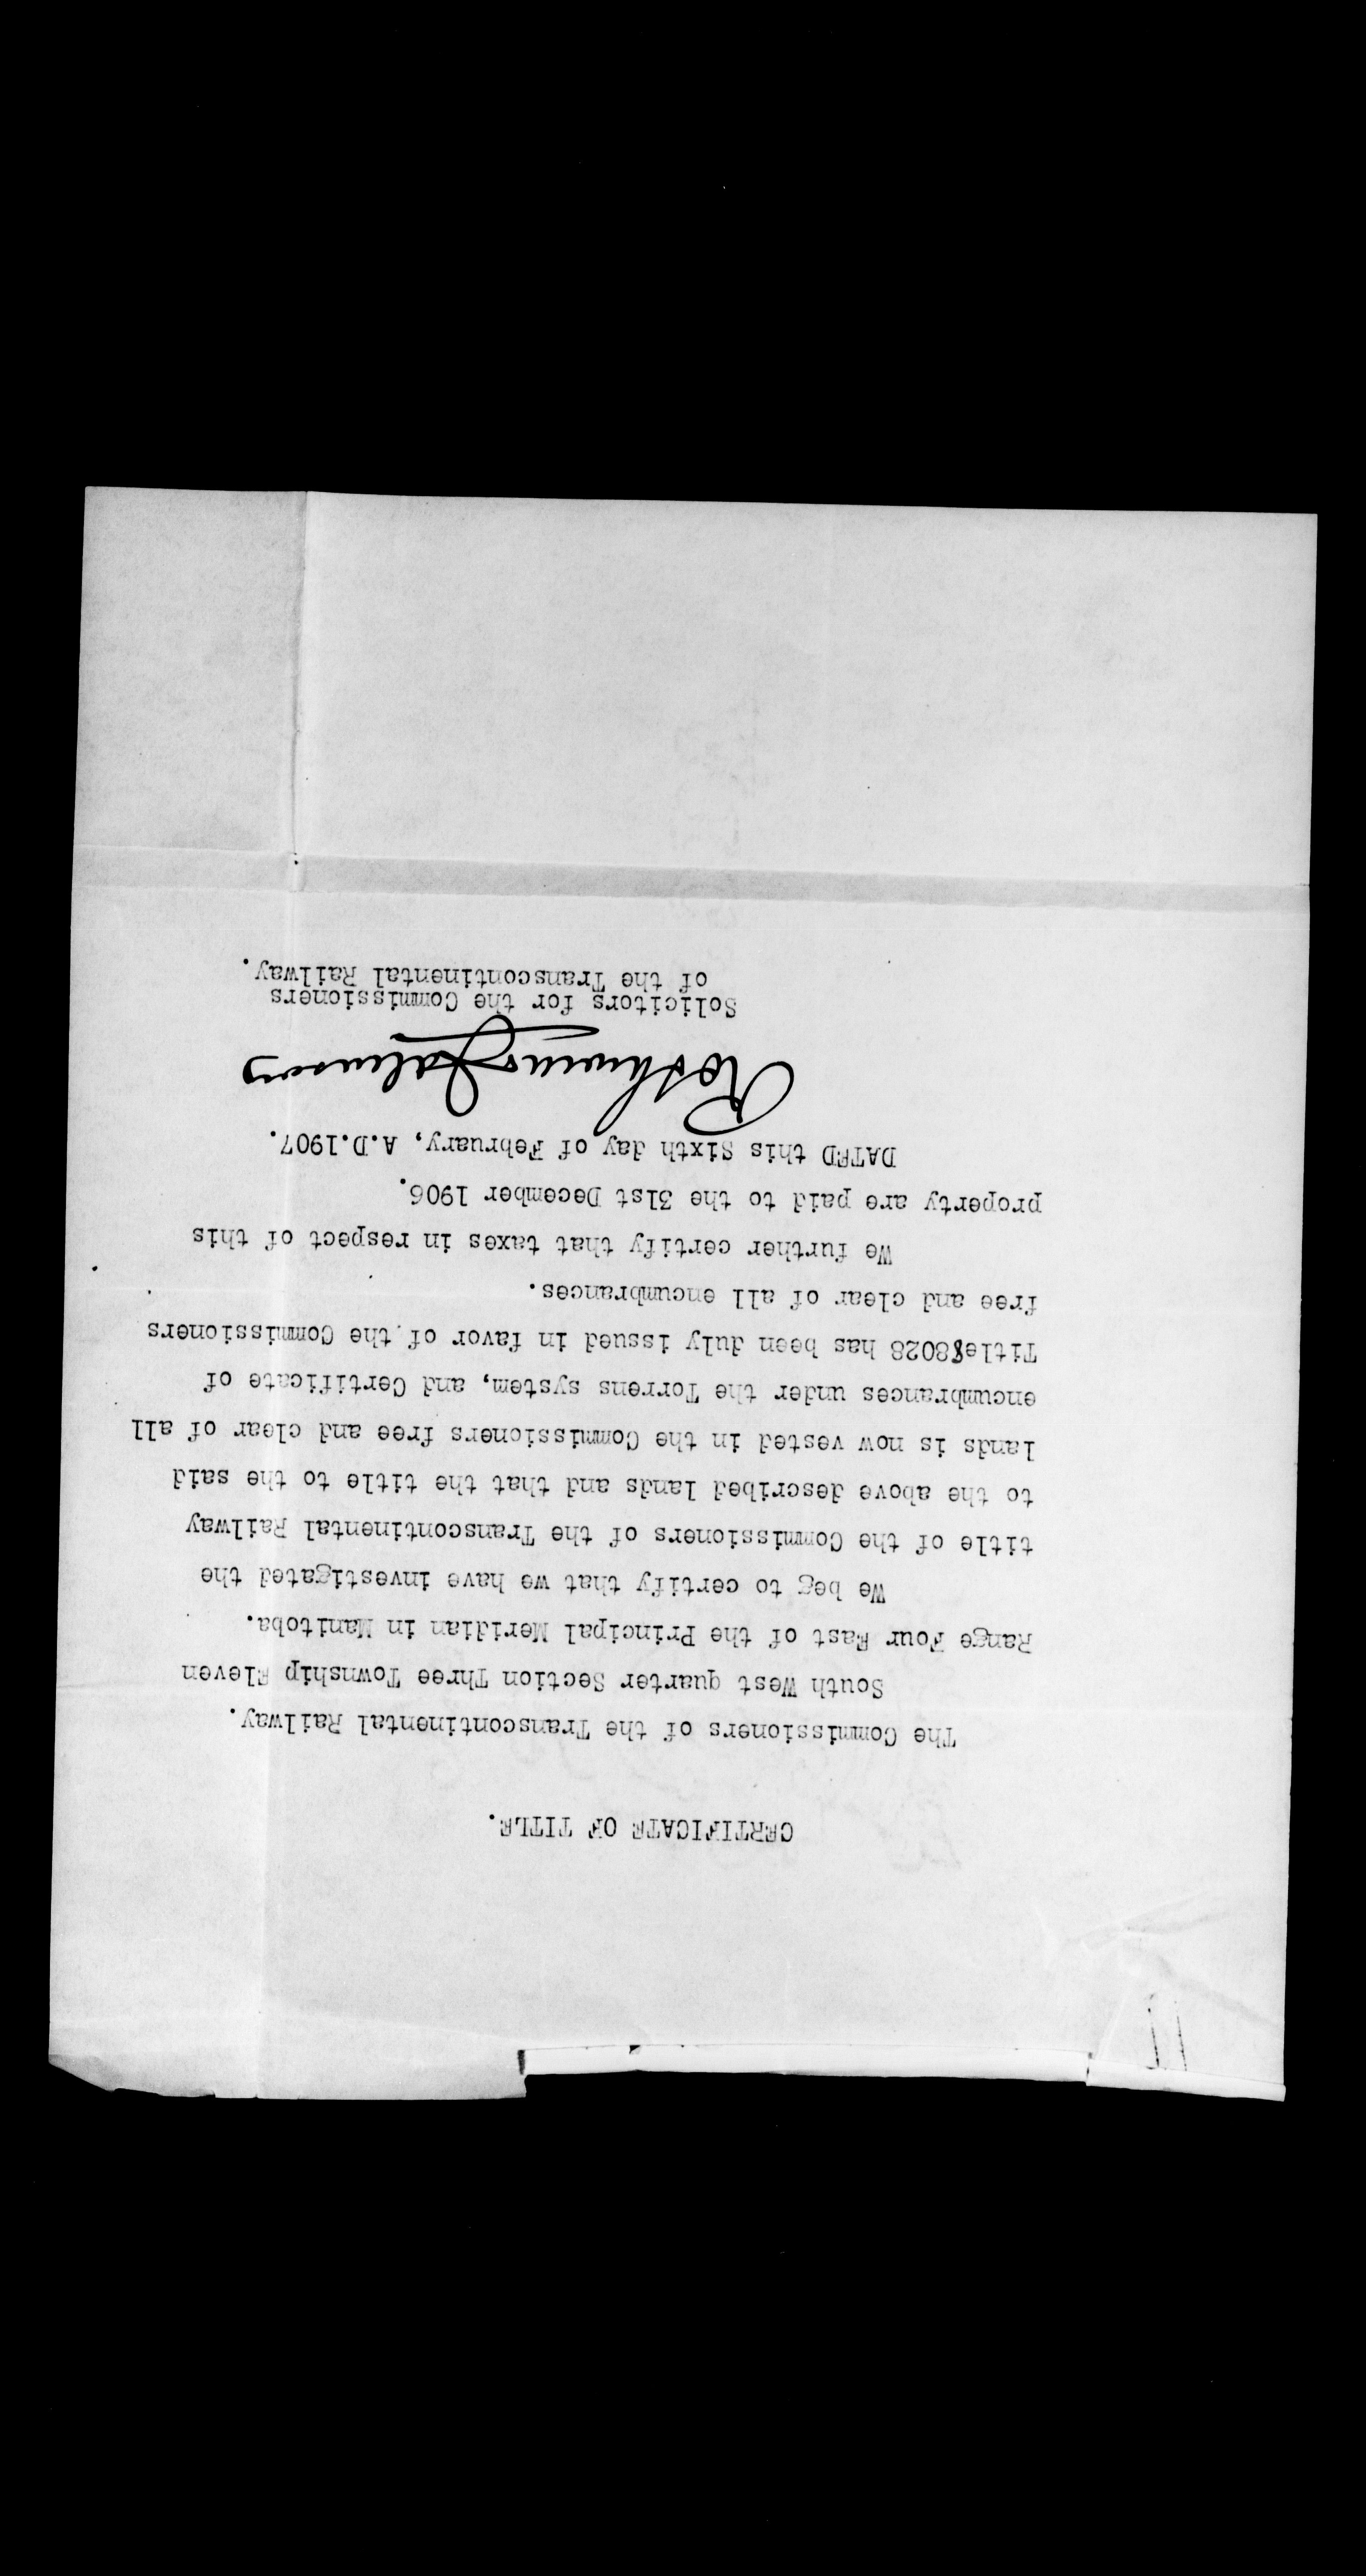 CERTIFICATE OF TITLE.
The Commissioners of the Transcontinental Railway.
South West quarter Section Three Township Eleven
Range Four East of the Principal Meridian in Manitoba.
We beg to certify that we have investigated the
title of the Commissioners of the Transcontinental Railway
to the above described lands and that the title to the said
lands is now vested in the Commissioners free and clear of all
encumbrances under the Torrens system, and Certificate of
Title 8028 has been duly issued in favor of the Commissioners
free and clear of all encumbrances.
We further certify that taxes in respect of this
property are paid to the 31st December 1906.
DATED this Sixth day of February, A.D.1907.
Solicitors for the Commissioners
of the Transcontinental Railway.